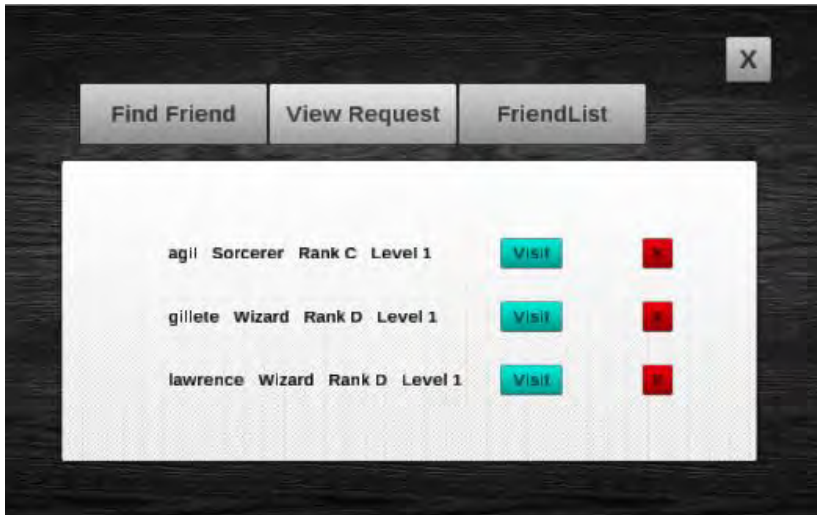 X
Find Friend View Request FriendList
agil Sorcerer Rank C Level 1 Visit X
gillete Wizard Rank D Level 1 Visit X
lawrence Wizard Rank D Level 1 Visit X